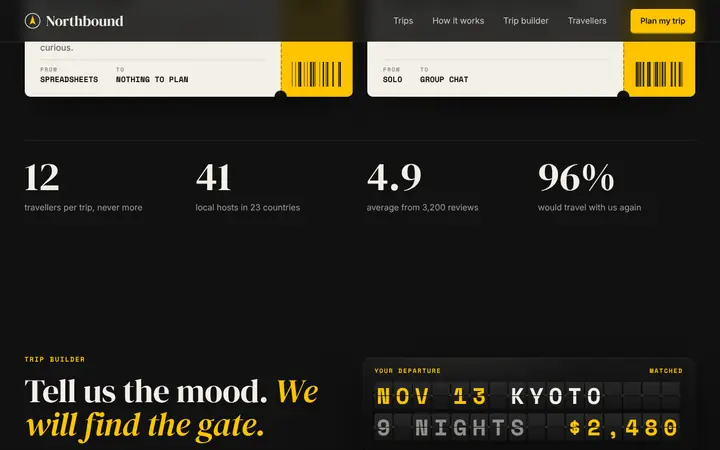 Northbound
Trips
How it works
Trip builder
Travellers
Plan my trip
curious.
FROM
TO
SPREADSHEETS
NOTHING TO PLAN
FROM
TO
SOLO
GROUP CHAT
12
41
4.9
96%
travellers per trip, never more
local hosts in 23 countries
average from 3,200 reviews
would travel with us again
TRIP BUILDER
Tell us the mood. We
will find the gate.
YOUR DEPARTURE
MATCHED
NOV 13 KYOTO
9 NIGHTS $2,480